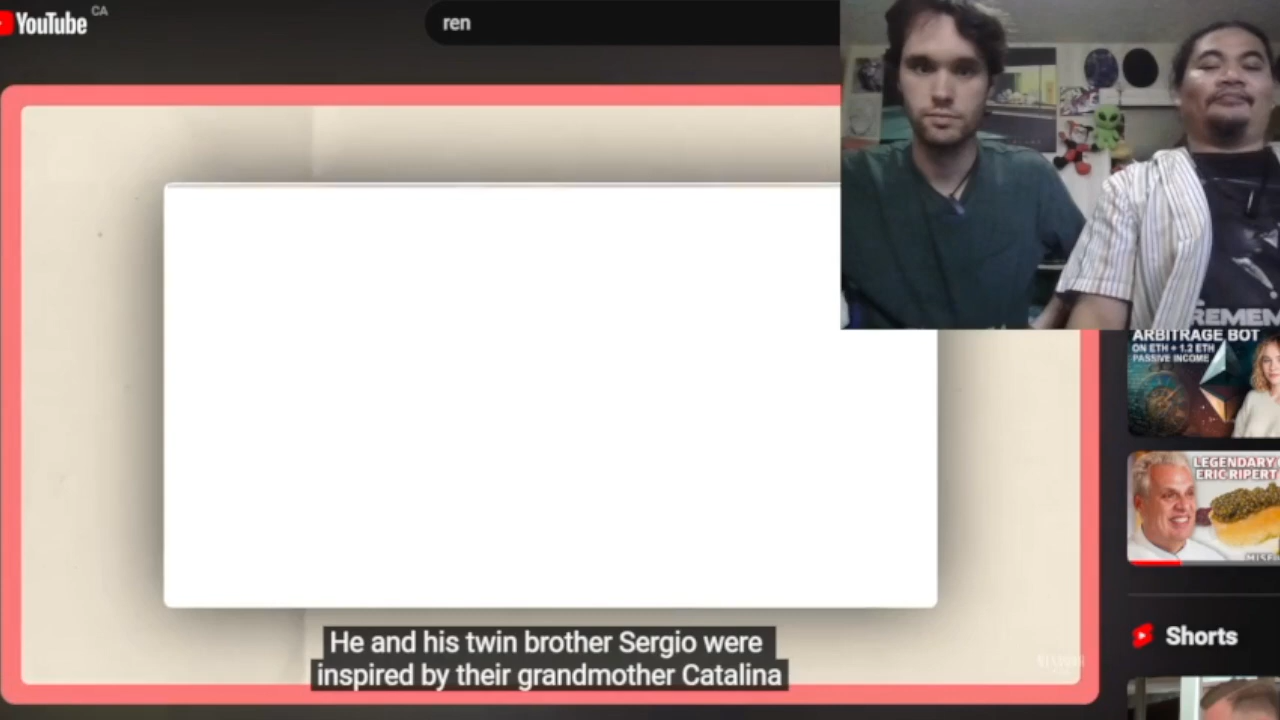 YouTube CA
ren
REMEM
ARBITRAGE BOT
ON ETH + 1.2 ETH
PASSIVE INCOME
LEGENDARY
ERIC RIPERT
Shorts
He and his twin brother Sergio were
inspired by their grandmother Catalina